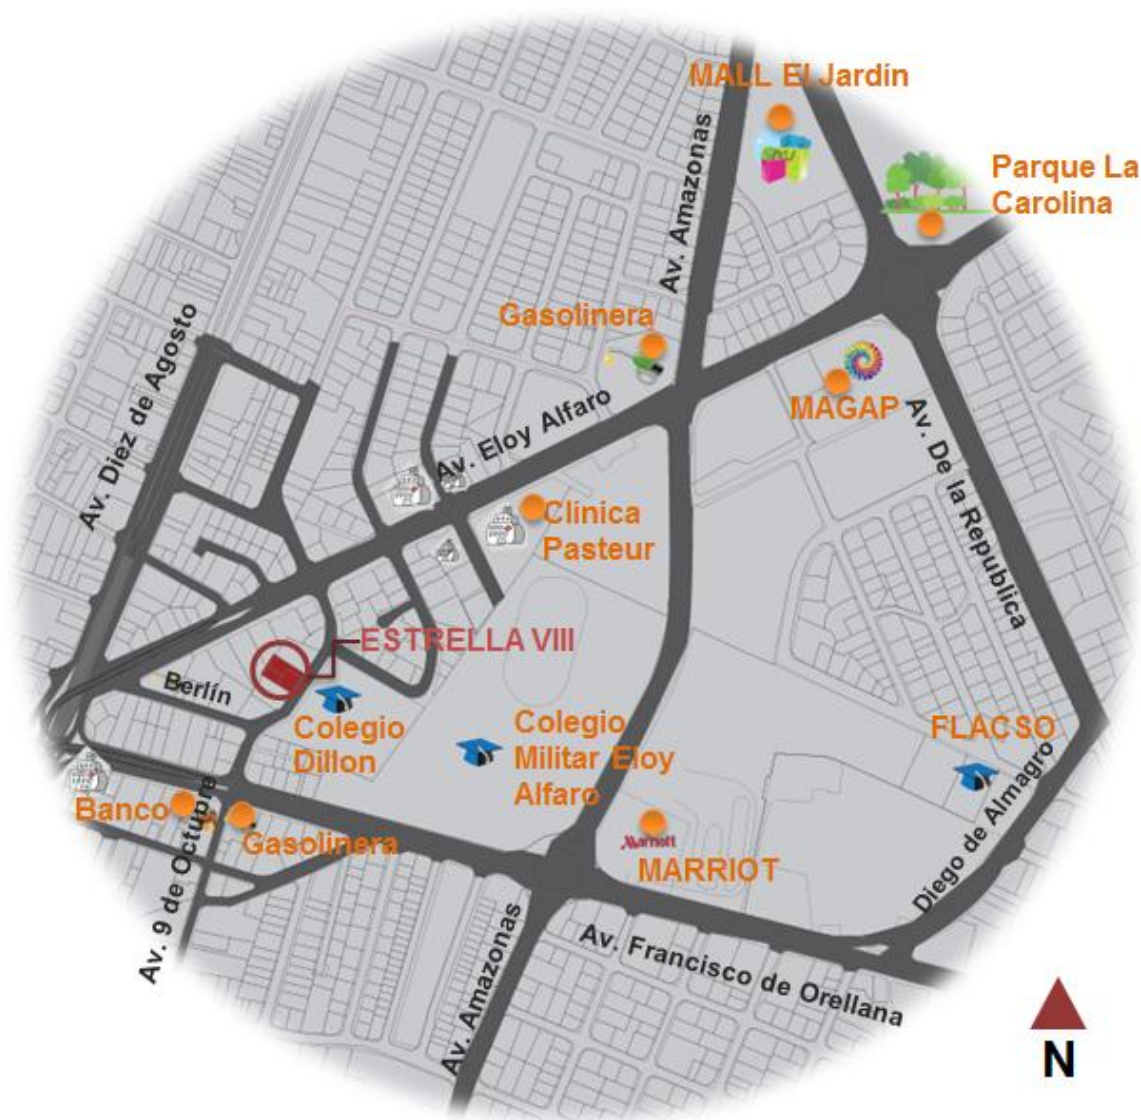 MALL El Jardín
Parque La
Carolina
Av. Amazonas
Gasolinera
MAGAP
Av. Diez de Agosto
Av. Eloy Alfaro
Av. De la Republica
Clinica
Pasteur
ESTRELLA VIII
Berlín
Colegio
Dillon
Colegio
Militar Eloy
Alfaro
FLACSO
Banco
Gasolinera
Av. 9 de Octubre
Marriott
MARRIOT
Diego de Almagro
Av. Amazonas
Av. Francisco de Orellana
N